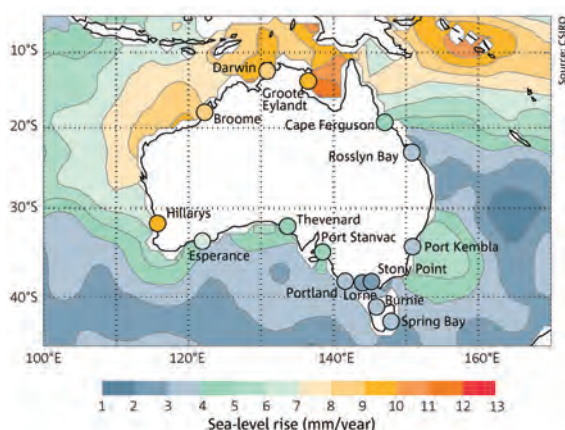 Source: CSIRO
10°S
20°S
30°S
40°S
Darwin
Groote
Eylandt
Broome
Cape Ferguson
Rosslyn Bay
Hillarys
Thevenard
Port Stanvac
Port Kembla
Esperance
Stony Point
Portland
Lorne
Burnie
Spring Bay
100°E
120°E
140°E
160°E
1 2 3 4 5 6 7 8 9 10 11 12 13
Sea-level rise (mm/year)